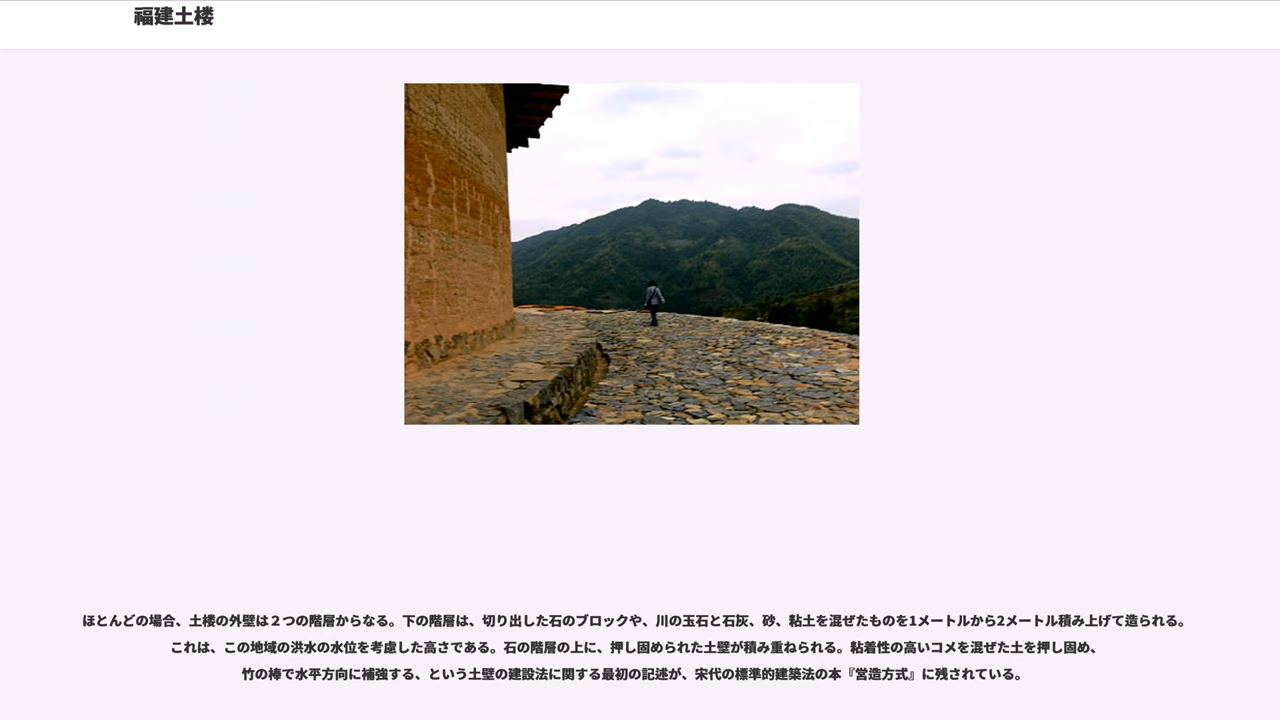 福建土楼
ほとんどの場合、土楼の外壁は２つの階層からなる。下の階層は、切り出した石のブロックや、川の玉石と石灰、砂、粘土を混ぜたものを1メートルから2メートル積み上げて造られる。
これは、この地域の洪水の水位を考慮した高さである。石の階層の上に、押し固められた土壁が積み重ねられる。粘着性の高いコメを混ぜた土を押し固め、
竹の棒で水平方向に補強する、という土壁の建設法に関する最初の記述が、宋代の標準的建築法の本『営造方式』に残されている。